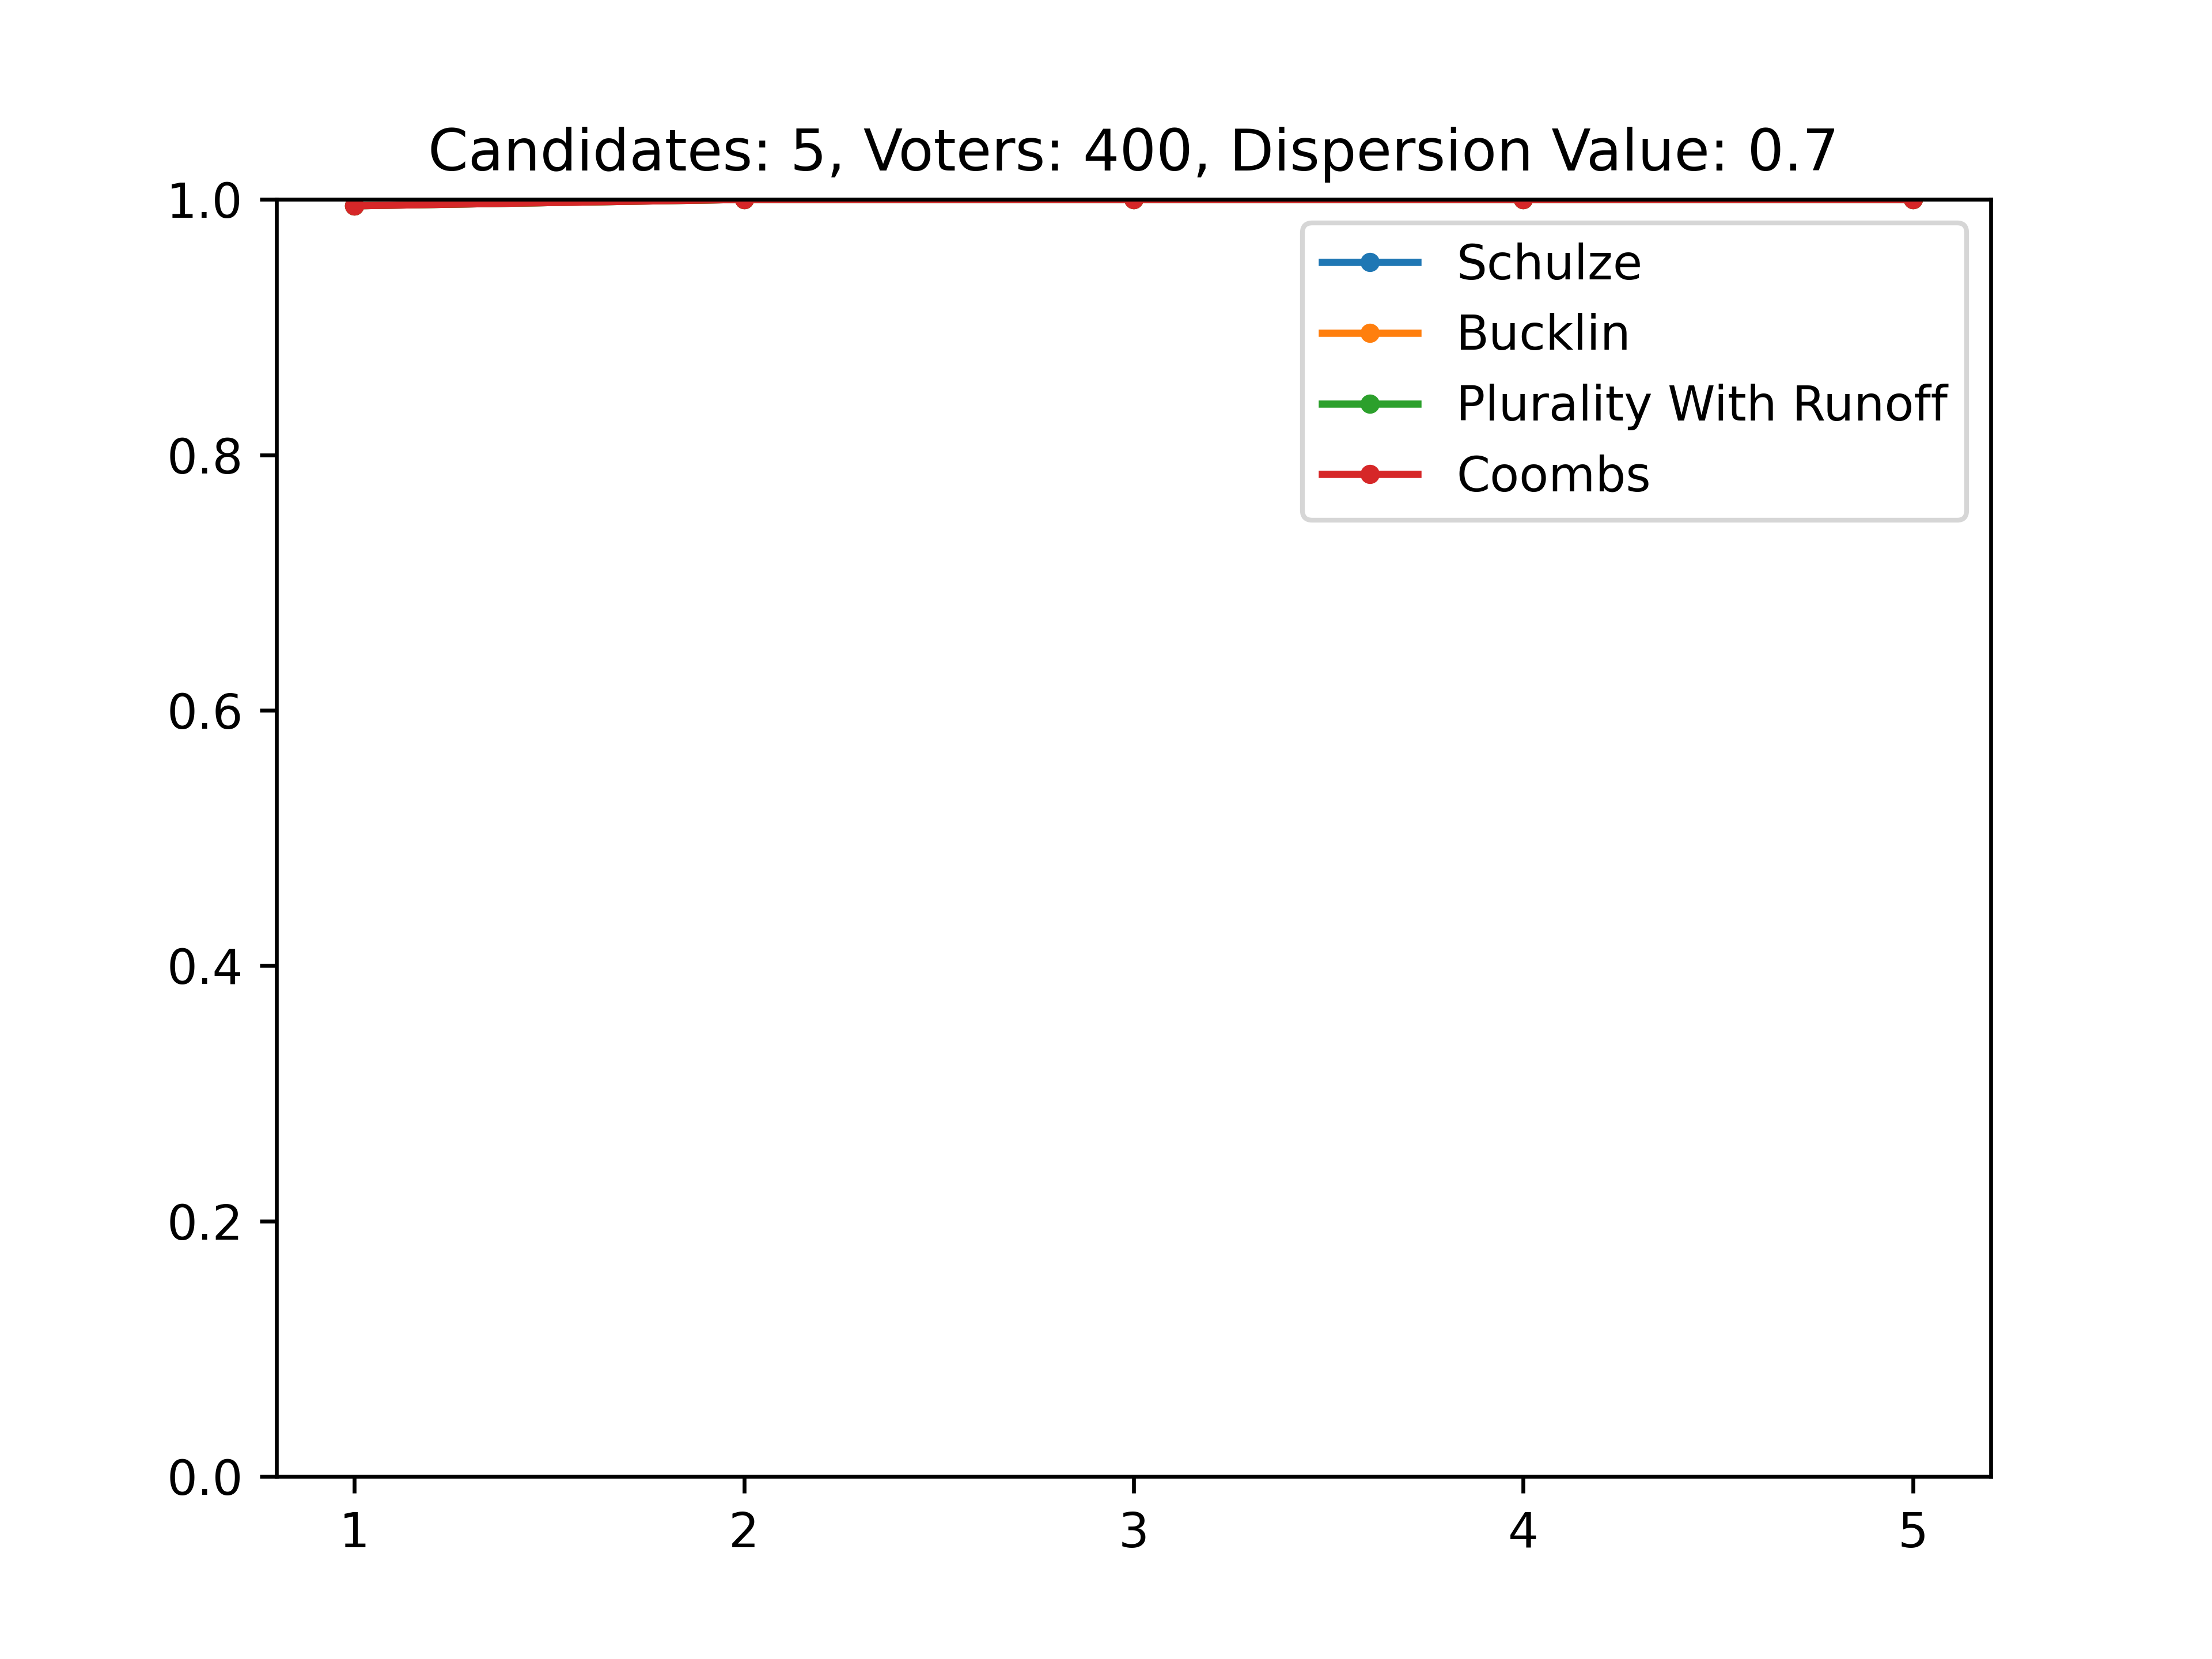 Candidates: 5, Voters: 400, Dispersion Value: 0.7
1.0
0.8
0.6
0.4
0.2
0.0
Schulze
Bucklin
Plurality With Runoff
Coombs
1 2 3 4 5